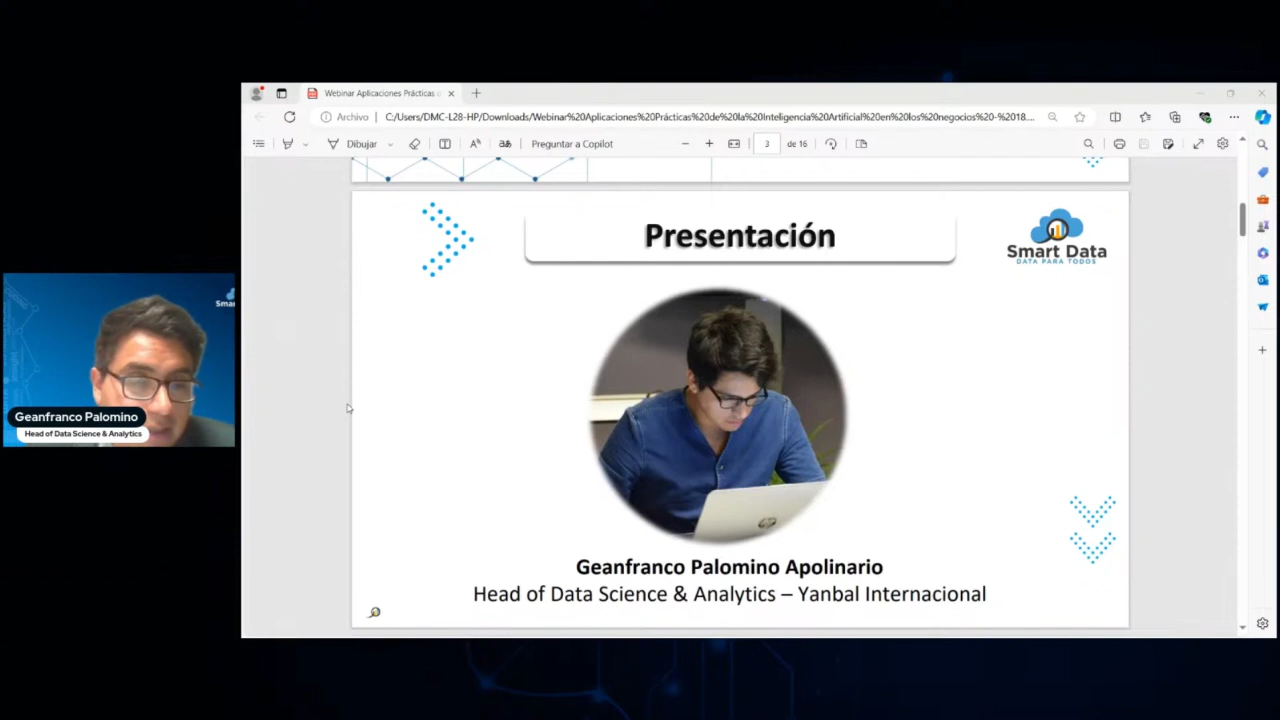 Webinar Aplicaciones Prácticas d
Archivo
C:/Users/DMC-L28-HP/Downloads/Webinar%20Aplicaciones%20Prácticas%20de%20la%20Inteligencia%20Artificial%20en%20los%20negocios%20-%2018....
Dibujar
Preguntar a Copilot
3
de 16
Presentación
Smart Data
DATA PARA TODOS
Smar
Geanfranco Palomino
Head of Data Science & Analytics
hp
Geanfranco Palomino Apolinario
Head of Data Science & Analytics – Yanbal Internacional